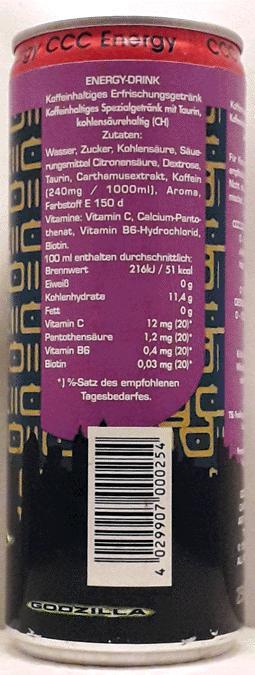 gy CCC Energy CCC
ENERGY-DRINK
Koffeinhaltiges Erfrischungsgetränk
Koffeinhaltiges Spezialgetränk mit Taurin,
kohlensäurehaltig (CH)
Zutaten:
Wasser, Zucker, Kohlensäure, Säue-
rungsmittel Citronensäure, Dextrose,
Taurin, Carthamusextrakt, Koffein
(240mg / 1000ml), Aroma,
Farbstoff E 150 d
Vitamine: Vitamin C, Calcium-Panto-
thenat, Vitamin B6-Hydrochlorid,
Biotin.
100 ml enthalten durchschnittlich:
Brennwert 216kJ / 51 kcal
Eiweiß 0 g
Kohlenhydrate 11,4 g
Fett 0 g
Vitamin C 12 mg (20)*
Pantothensäure 1,2 mg (20)*
Vitamin B6 0,4 mg (20)*
Biotin 0,03 mg (20)*
*) %-Satz des empfohlenen
Tagesbedarfes.
4 029907 000254
GODZILLA